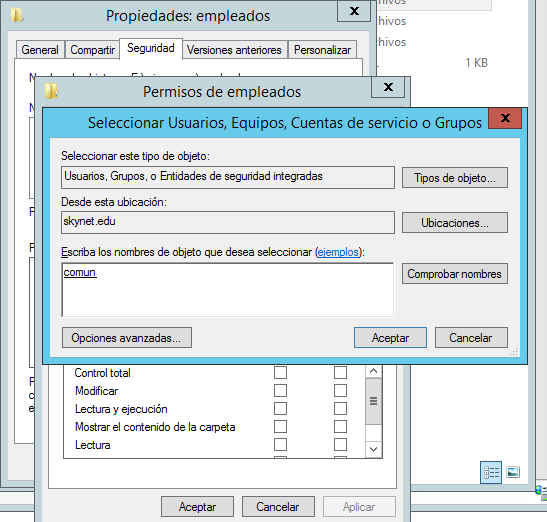 Propiedades: empleados
chivos
chivos
1 KB
General Compartir Seguridad Versiones anteriores Personalizar
Permisos de empleados
Seleccionar Usuarios, Equipos, Cuentas de servicio o Grupos
Seleccionar este tipo de objeto:
Usuarios, Grupos, o Entidades de seguridad integradas Tipos de objeto...
Desde esta ubicación:
skynet.edu Ubicaciones...
Escriba los nombres de objeto que desea seleccionar (ejemplos):
comun Comprobar nombres
Opciones avanzadas... Aceptar Cancelar
Control total
Modificar
Lectura y ejecución
Mostrar el contenido de la carpeta
Lectura
Aceptar Cancelar Aplicar